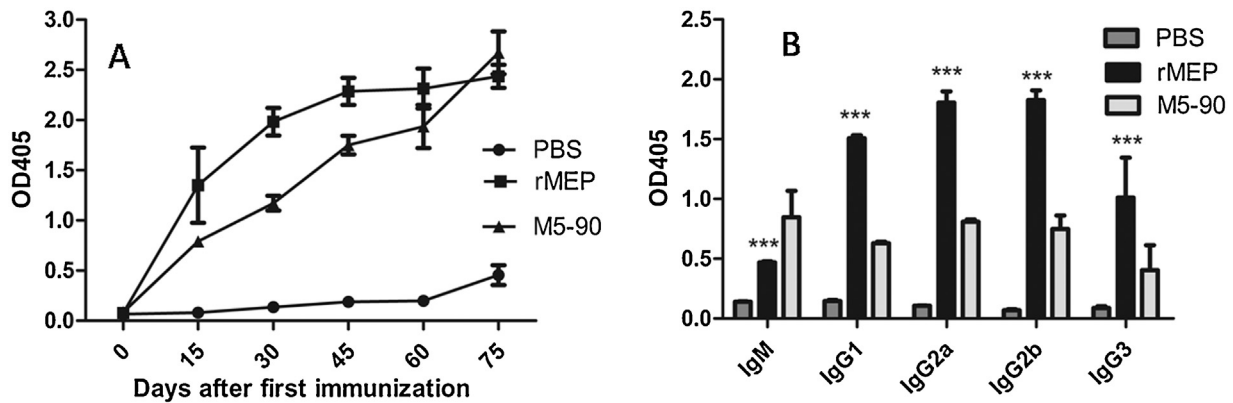 A
OD405
3.0
2.5
2.0
1.5
1.0
0.5
0.0
0 15 30 45 60 75
Days after first immunization
PBS
rMEP
M5-90
B
OD405
2.5
2.0
1.5
1.0
0.5
0.0
***
***
***
***
***
IgM IgG1 IgG2a IgG2b IgG3
PBS
rMEP
M5-90